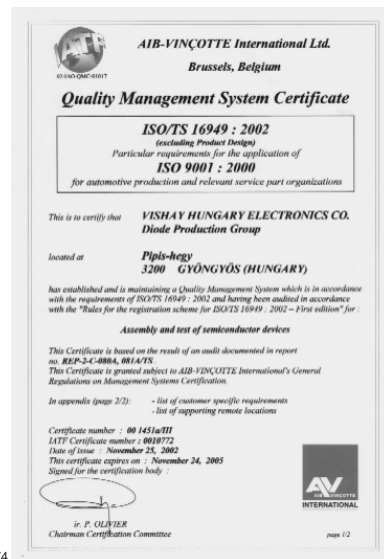 IATF
02-IAO-QMC-01017
AIB-VINÇOTTE International Ltd.
Brussels, Belgium
Quality Management System Certificate
ISO/TS 16949 : 2002
(excluding Product Design)
Particular requirements for the application of
ISO 9001 : 2000
for automotive production and relevant service part organizations
This is to certify that VISHAY HUNGARY ELECTRONICS CO.
Diode Production Group
located at Pipis-hegy
3200 GYÖNGYÖS (HUNGARY)
has established and is maintaining a Quality Management System which is in accordance
with the requirements of ISO/TS 16949 : 2002 and having been audited in accordance
with the "Rules for the registration scheme for ISO/TS 16949 : 2002 – First edition" for :
Assembly and test of semiconductor devices
This Certificate is based on the result of an audit documented in report
no. REP-2-C-080A, 081A/TS.
This Certificate is granted subject to AIB-VINÇOTTE International's General
Regulations on Management Systems Certification.
In appendix (page 2/2): - list of customer specific requirements
- list of supporting remote locations
Certificate number : 00 1451a/III
IATF Certificate number : 0010772
Date of issue : November 25, 2002
This certificate expires on : November 24, 2005
Signed for the certification body :
ir. P. OLIVIER
Chairman Certification Committee
AV
AIB-VINÇOTTE
INTERNATIONAL
page 1/2